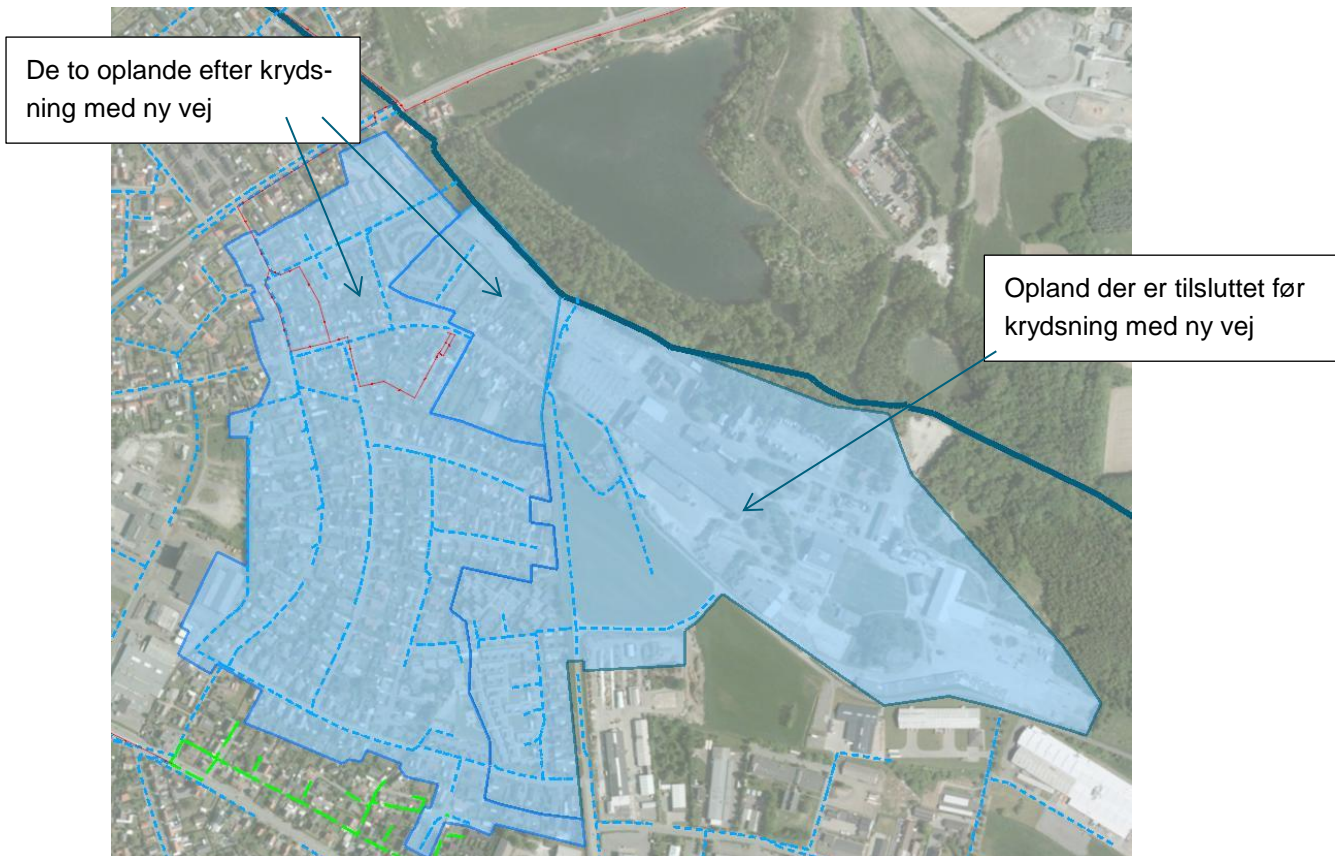 De to oplande efter kryds-
ning med ny vej
Opland der er tilsluttet før
krydsning med ny vej